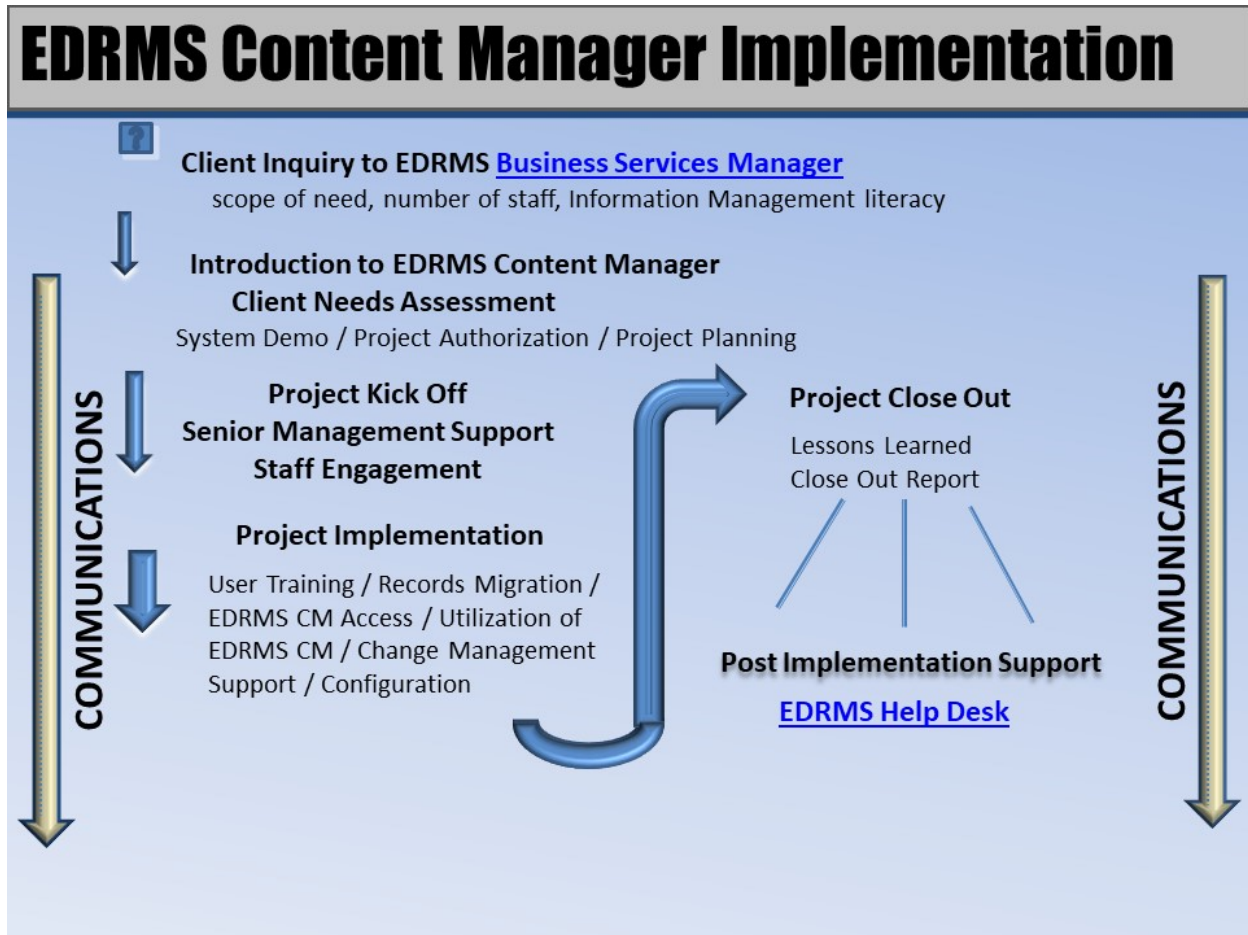 EDRMS Content Manager Implementation
?
Client Inquiry to EDRMS Business Services Manager
scope of need, number of staff, Information Management literacy
Introduction to EDRMS Content Manager
Client Needs Assessment
System Demo / Project Authorization / Project Planning
Project Kick Off
Senior Management Support
Staff Engagement
Project Implementation
User Training / Records Migration /
EDRMS CM Access / Utilization of
EDRMS CM / Change Management
Support / Configuration
COMMUNICATIONS
Project Close Out
Lessons Learned
Close Out Report
Post Implementation Support
EDRMS Help Desk
COMMUNICATIONS